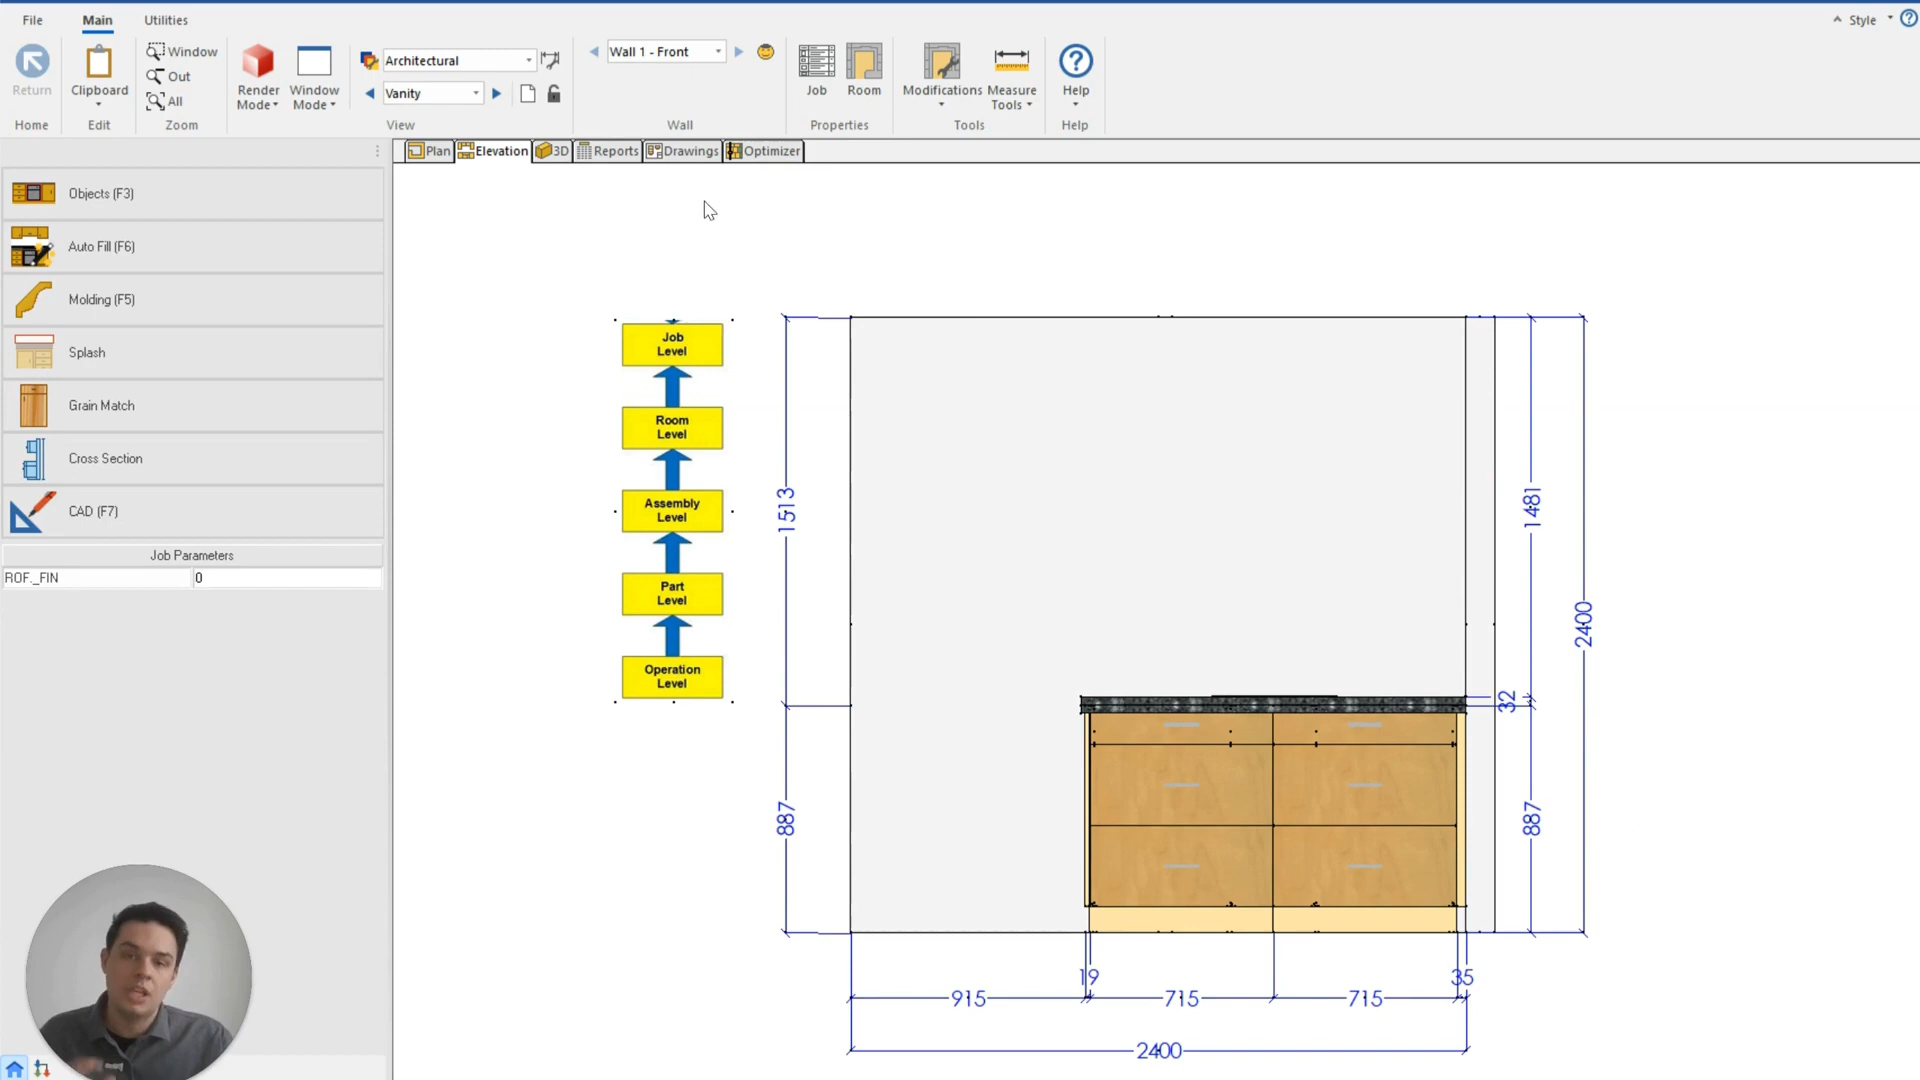 File
Main
Utilities
Style
Return
Clipboard
Window
Out
All
Render
Mode
Window
Mode
Architectural
Vanity
Wall 1 - Front
Job
Room
Modifications
Measure
Tools
Help
Home
Edit
Zoom
View
Wall
Properties
Tools
Help
Plan
Elevation
3D
Reports
Drawings
Optimizer
Objects (F3)
Auto Fill (F6)
Molding (F5)
Splash
Grain Match
Cross Section
CAD (F7)
Job Parameters
ROF._FIN 0
Job
Level
Room
Level
Assembly
Level
Part
Level
Operation
Level
1513
887
1481
32
887
2400
19
35
915
715
715
2400